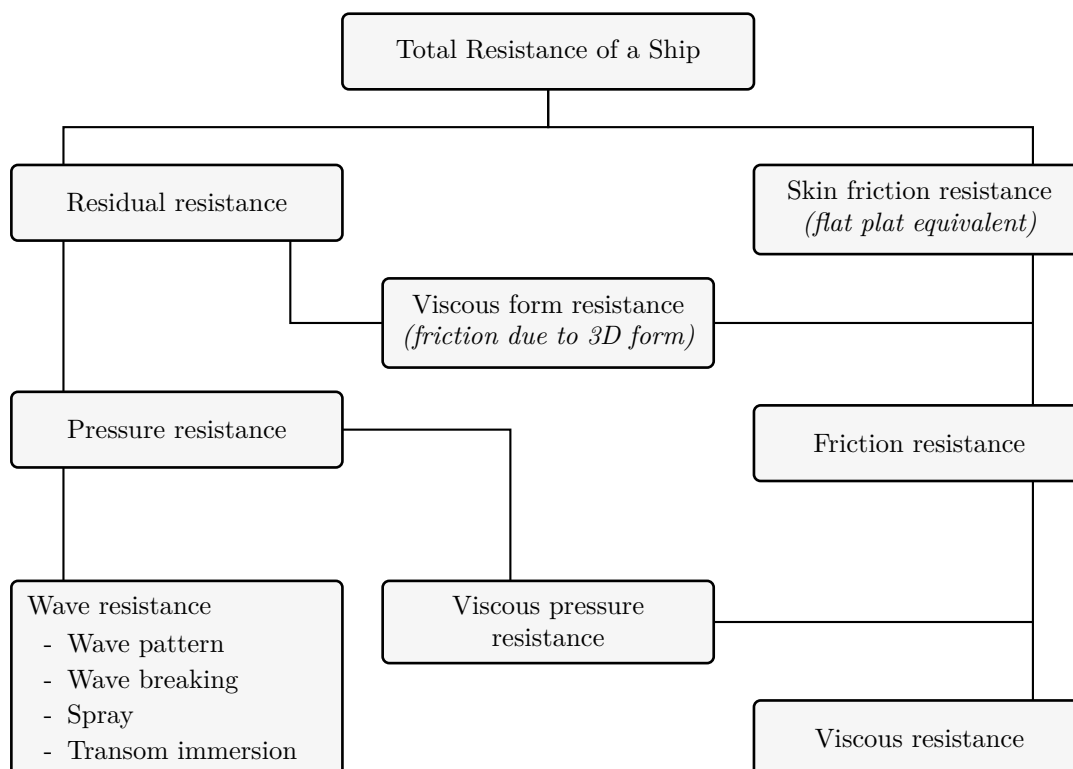 Total Resistance of a Ship
Residual resistance
Skin friction resistance
(flat plat equivalent)
Viscous form resistance
(friction due to 3D form)
Pressure resistance
Friction resistance
Wave resistance
- Wave pattern
- Wave breaking
- Spray
- Transom immersion
Viscous pressure
resistance
Viscous resistance